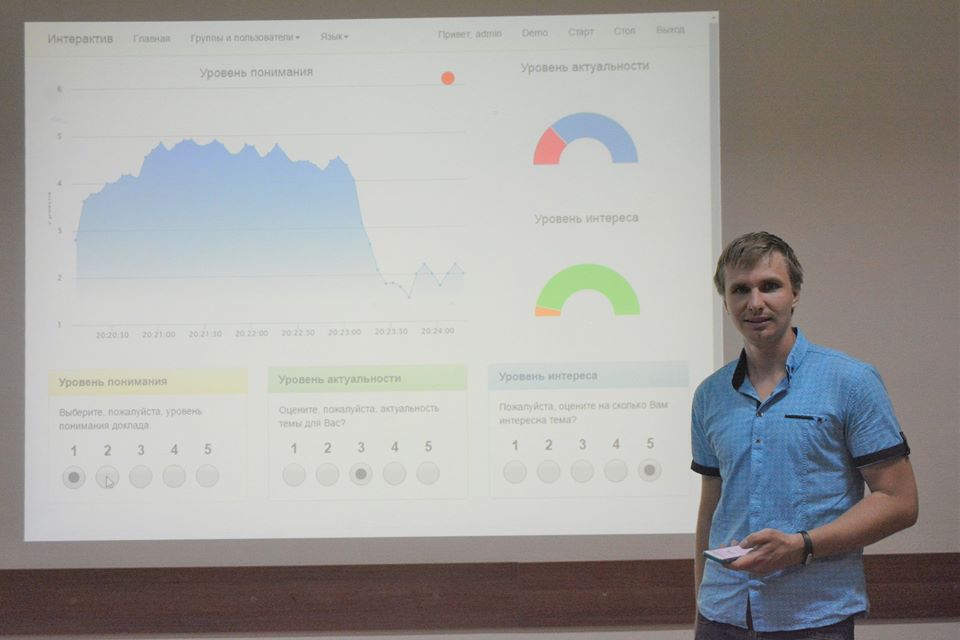 Интерактив Главная Группы и пользователи Язык Привет, admin Demo Старт Стоп Выход
Уровень понимания
6
5
4
3
2
1
20:20:30 20:21:00 20:21:30 20:22:00 20:22:30 20:23:00 20:23:30 20:24:00
Уровень актуальности
Уровень интереса
Уровень понимания
Выберите, пожалуйста, уровень
понимания доклада.
1 2 3 4 5
Уровень актуальности
Оцените, пожалуйста, актуальность
темы для Вас?
1 2 3 4 5
Уровень интереса
Пожалуйста, оцените на сколько Вам
интересна тема?
1 2 3 4 5